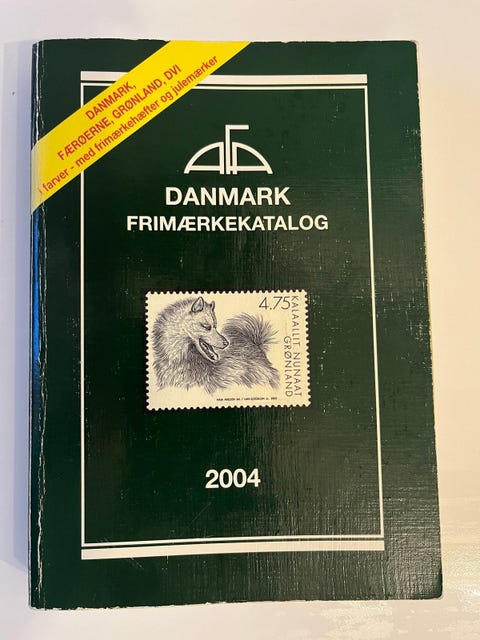 DANMARK,
FÆRØERNE, GRØNLAND, DVI
i farver - med frimærkehæfter og julemærker
AFA
DANMARK
FRIMÆRKEKATALOG
4.75
KALAALLIT NUNAAT
GRØNLAND
2004